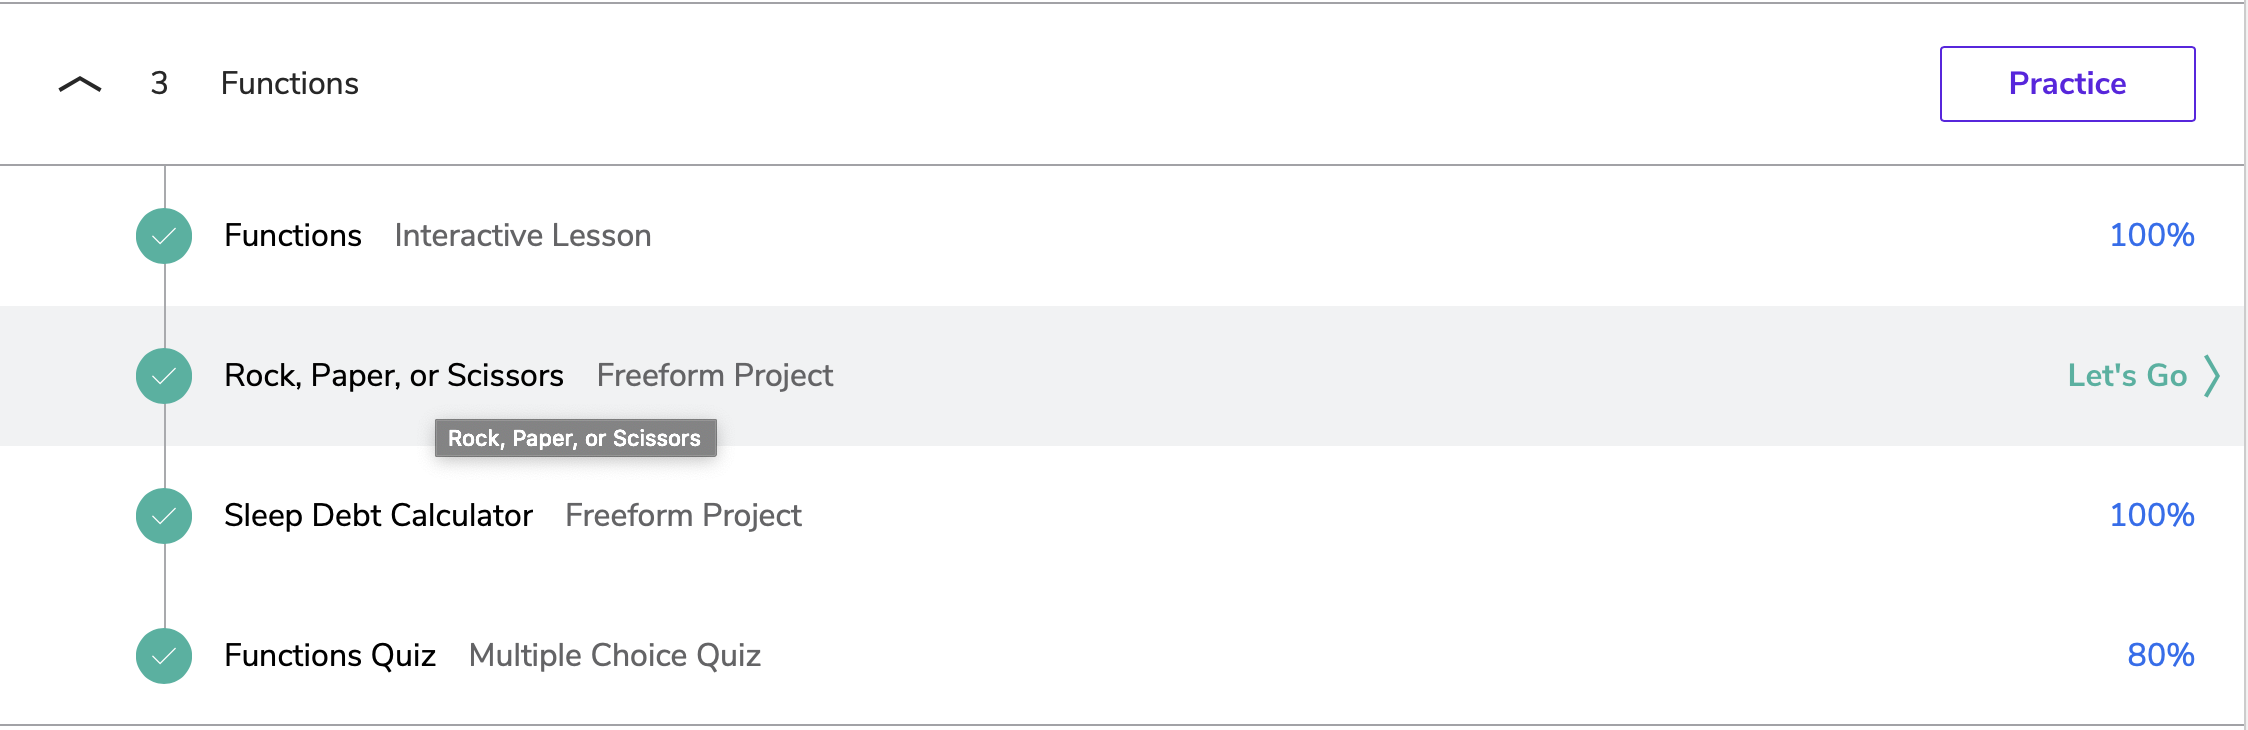 3 Functions Practice
Functions Interactive Lesson 100%
Rock, Paper, or Scissors Freeform Project Let's Go
Rock, Paper, or Scissors
Sleep Debt Calculator Freeform Project 100%
Functions Quiz Multiple Choice Quiz 80%